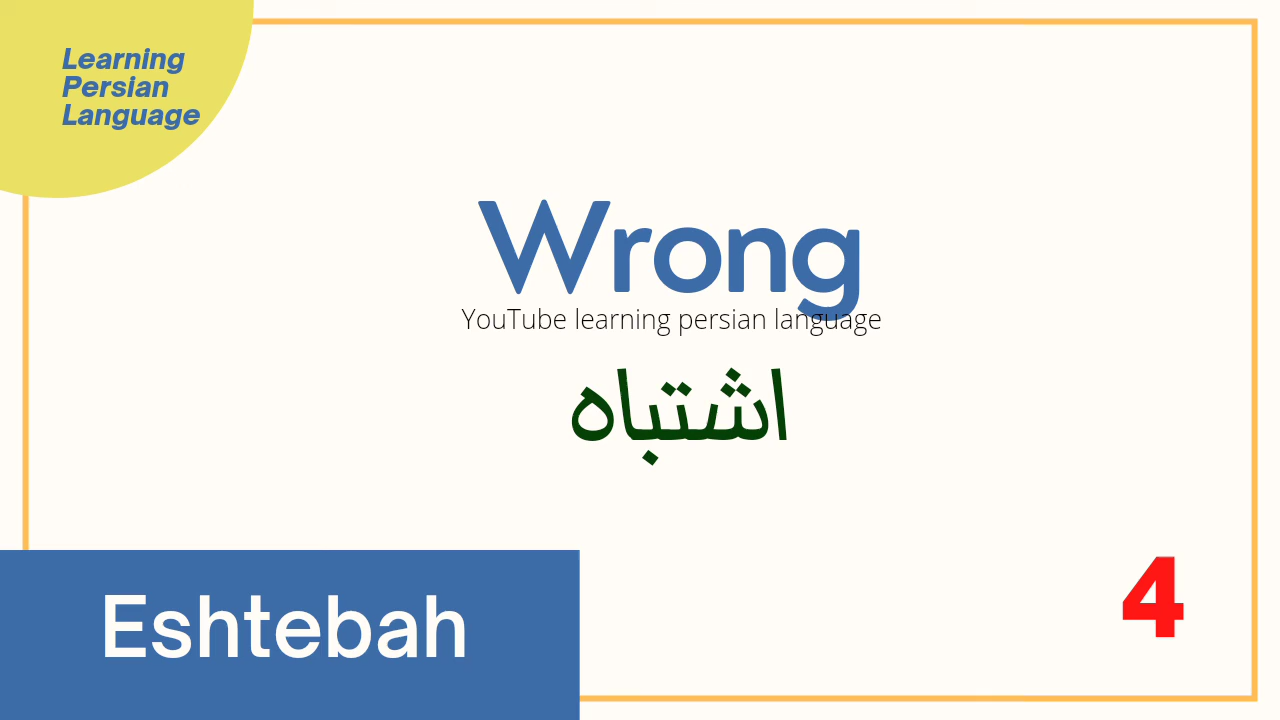 Learning
Persian
Language
Wrong
YouTube learning persian language
اشتباه
Eshtebah
4